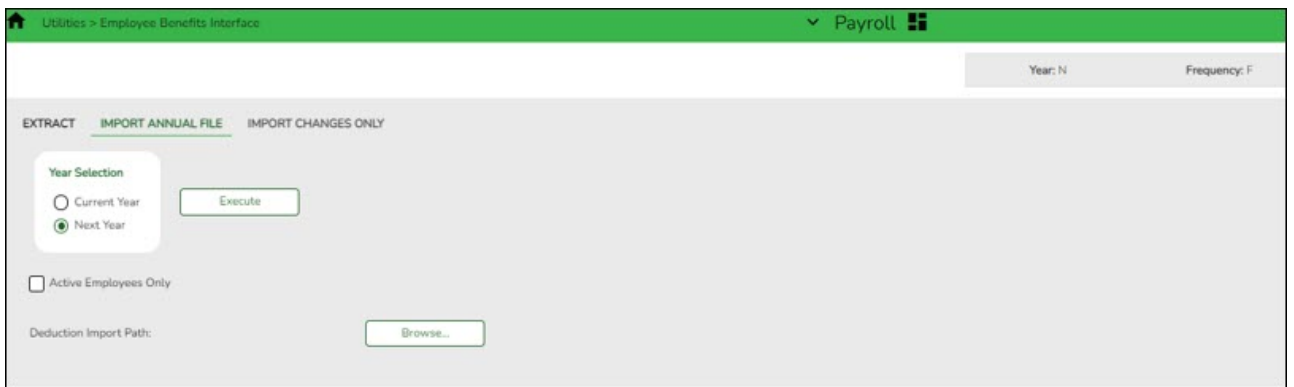 Utilities > Employee Benefits Interface
Payroll
Year: N
Frequency: F
EXTRACT IMPORT ANNUAL FILE IMPORT CHANGES ONLY
Year Selection
Current Year
Execute
Next Year
Active Employees Only
Deduction Import Path:
Browse...